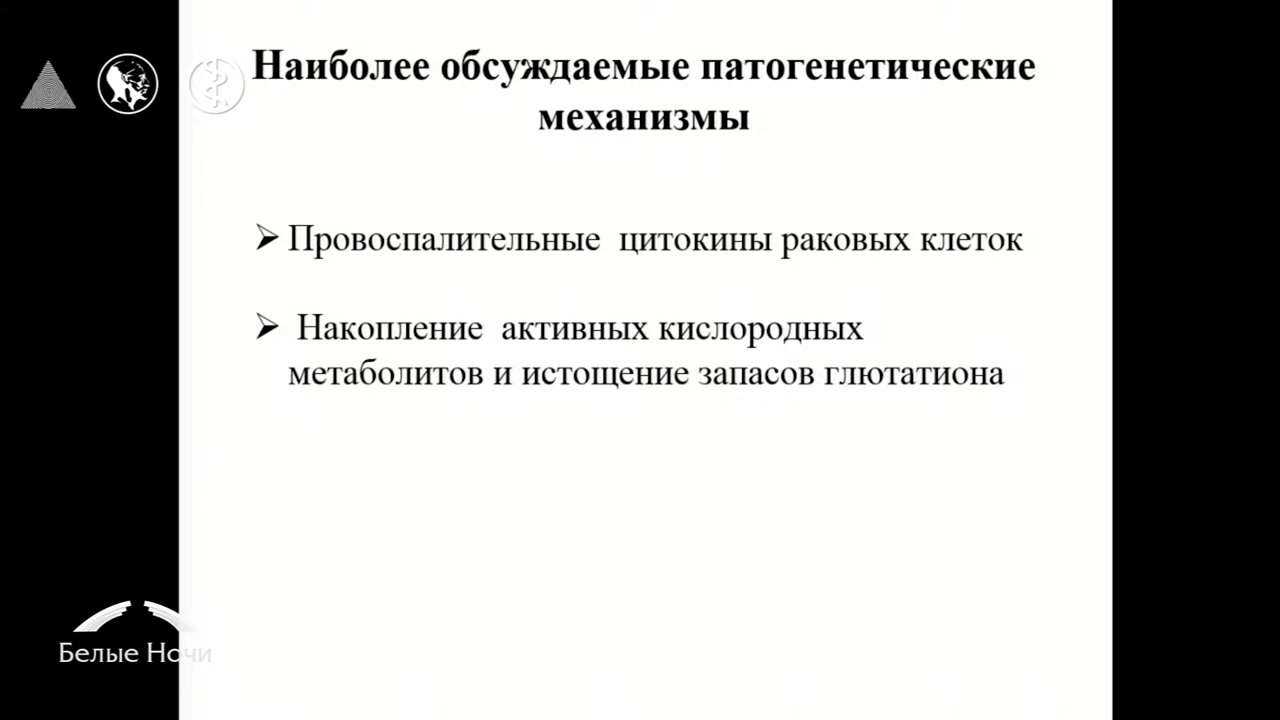 Наиболее обсуждаемые патогенетические
механизмы
Провоспалительные цитокины раковых клеток
Накопление активных кислородных
метаболитов и истощение запасов глютатиона
Белые Ночи